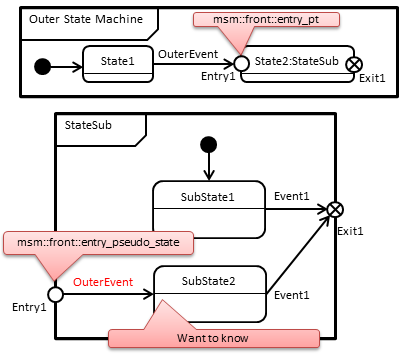 Outer State Machine
msm::front::entry_pt
State1
OuterEvent
Entry1
State2:StateSub
Exit1
StateSub
SubState1
Event1
Exit1
msm::front::entry_pseudo_state
OuterEvent
SubState2
Entry1
Event1
Want to know